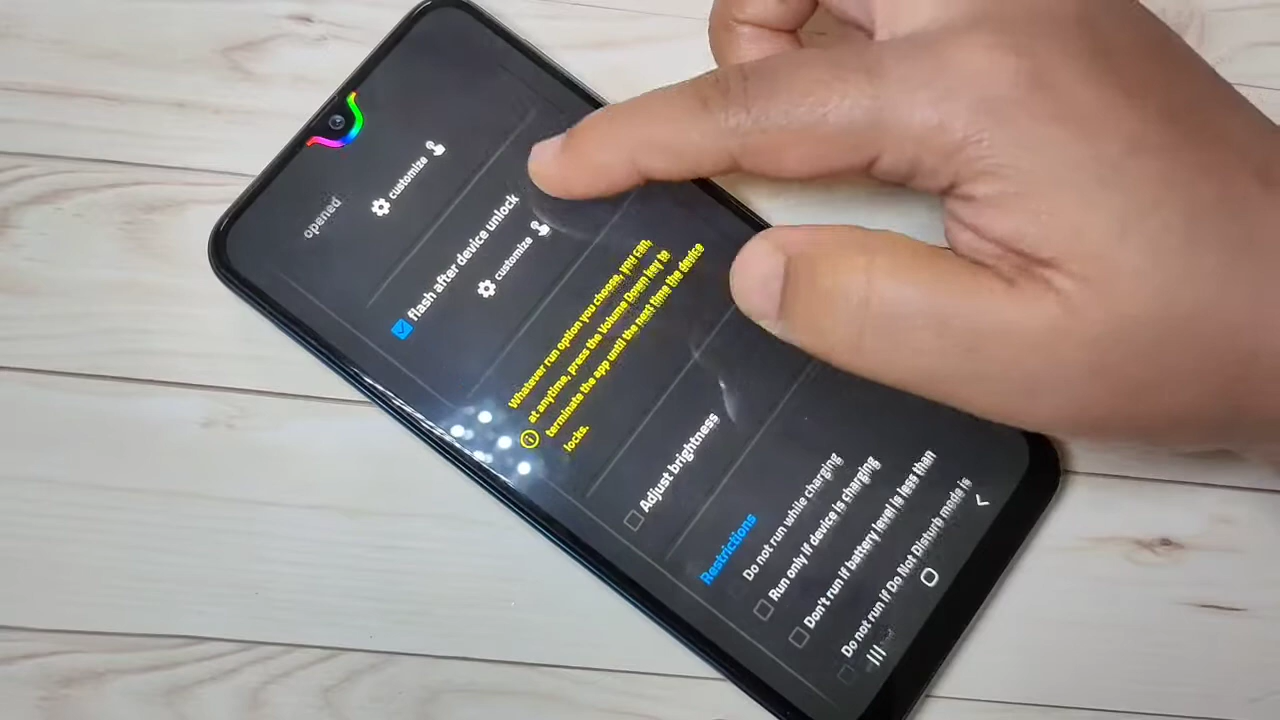 opened
customize
flash after device unlock
customize
Whatever run option you choose, you can,
at anytime, press the Volume Down key to
terminate the app until the next time the device
locks.
Adjust brightness
Restrictions
Do not run while charging
Run only if device is charging
Don't run if battery level is less than
Do not run if Do Not Disturb mode is